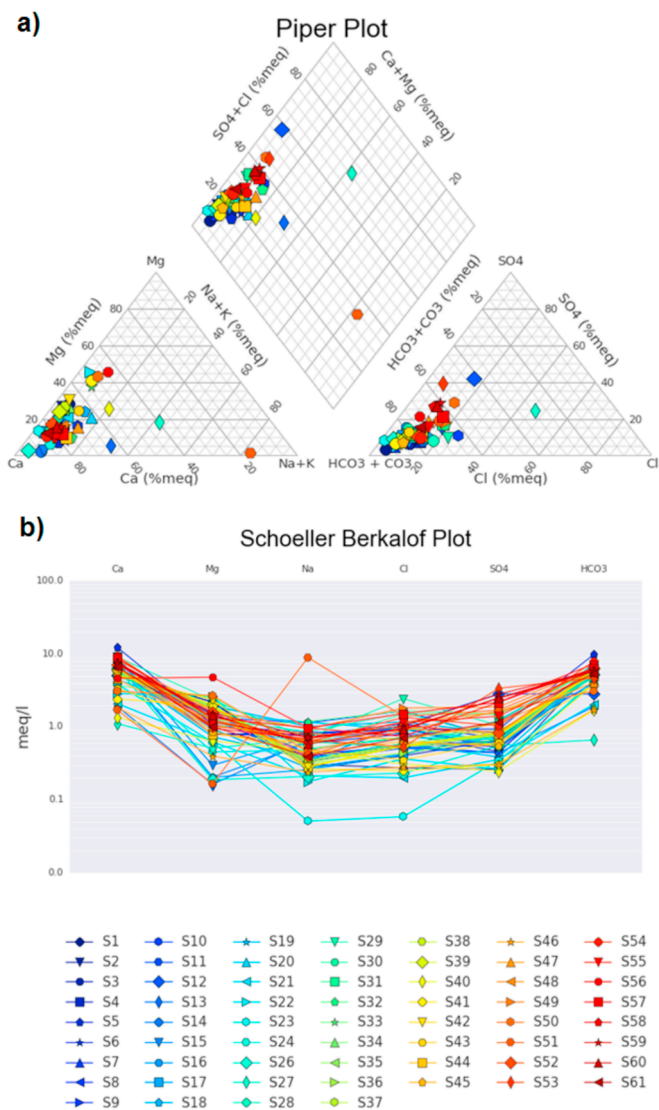 a)
Piper Plot
SO4+Cl (%meq)
Ca+Mg (%meq)
80
60
40
20
80
60
40
20
Mg
SO4
Mg (%meq)
Na+K (%meq)
HCO3+CO3 (%meq)
SO4 (%meq)
80
60
40
20
20
40
60
80
80
60
40
20
20
40
60
80
Ca
80
60
40
20
Na+K
HCO3 + CO3
20
40
60
80
Cl
Ca (%meq)
Cl (%meq)
b)
Schoeller Berkalof Plot
Ca Mg Na Cl SO4 HCO3
100.0
10.0
1.0
0.1
0.0
meq/l
S1 S10 S19 S29 S38 S46 S54
S2 S11 S20 S30 S39 S47 S55
S3 S12 S21 S31 S40 S48 S56
S4 S13 S22 S32 S41 S49 S57
S5 S14 S23 S33 S42 S50 S58
S6 S15 S24 S34 S43 S51 S59
S7 S16 S26 S35 S44 S52 S60
S8 S17 S27 S36 S45 S53 S61
S9 S18 S28 S37